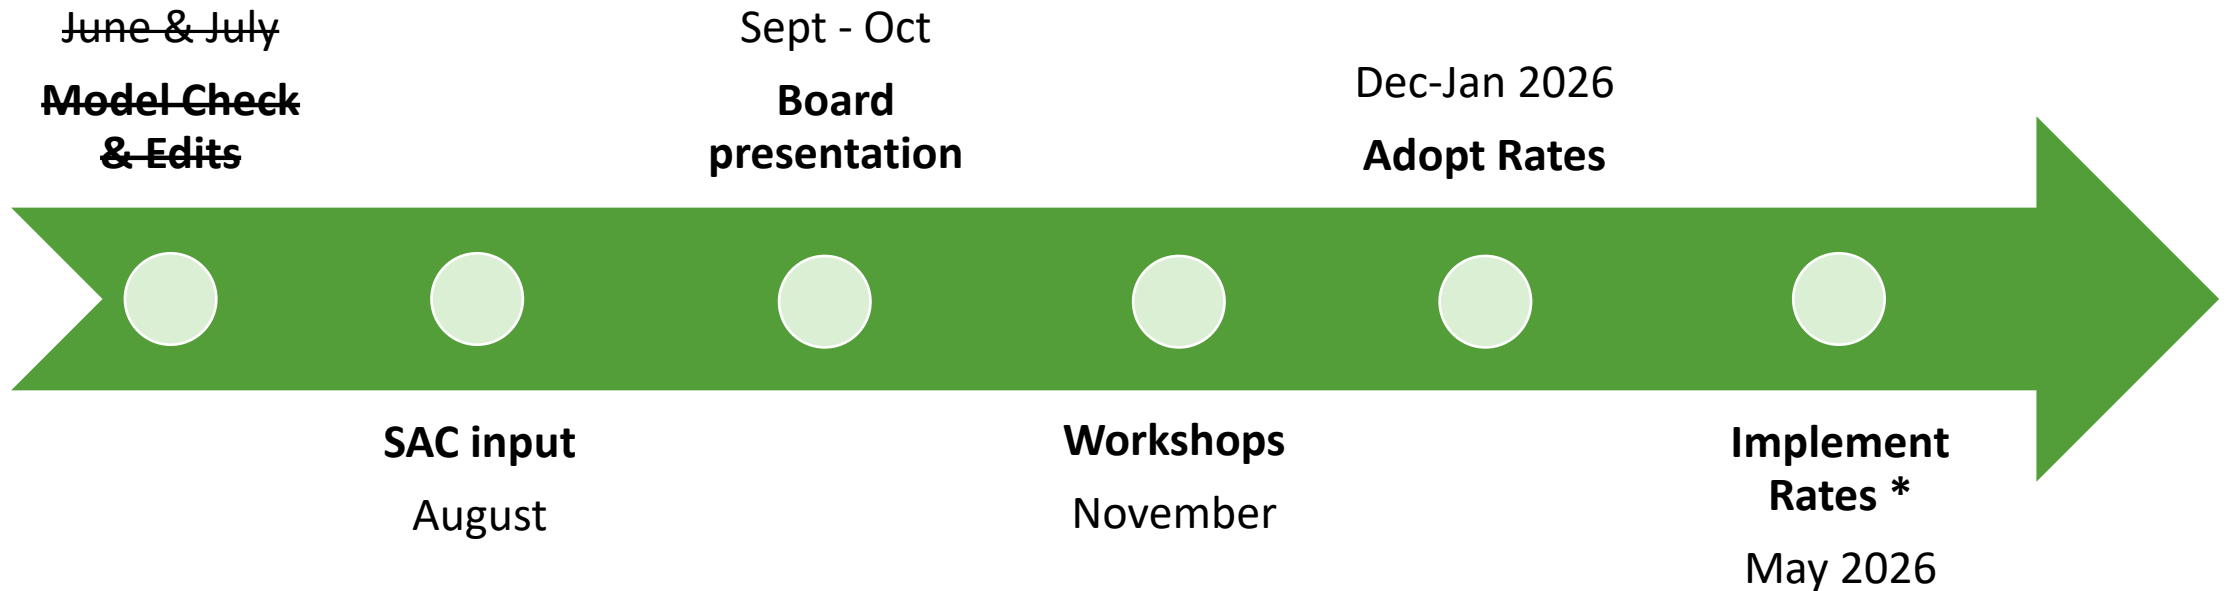 June & July
Model Check
& Edits
SAC input
August
Sept - Oct
Board
presentation
Workshops
November
Dec-Jan 2026
Adopt Rates
Implement
Rates *
May 2026